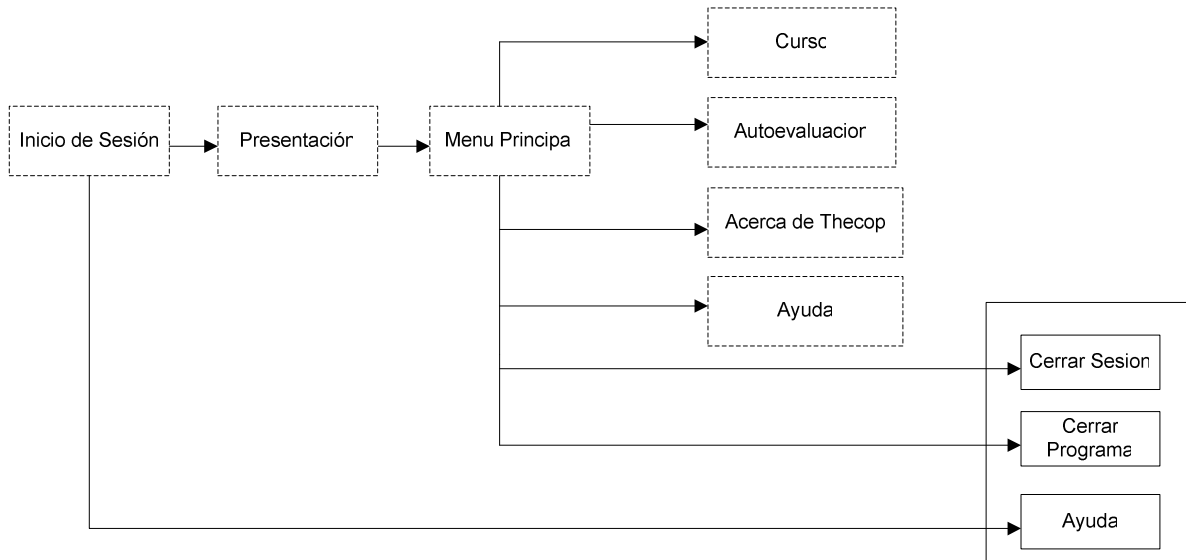 Curso
Inicio de Sesión
Presentación
Menu Principa
Autoevaluacion
Acerca de Thecop
Ayuda
Cerrar Sesion
Cerrar
Programa
Ayuda